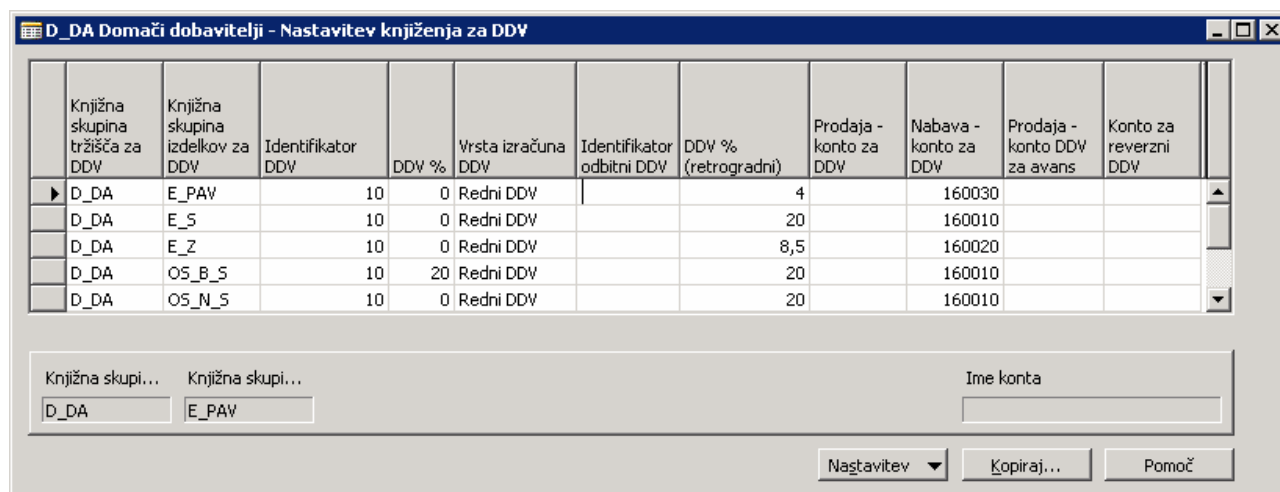 D_DA Domači dobavitelji - Nastavitev knjiženja za DDV
Knjižna skupina tržišča za DDV Knjižna skupina izdelkov za DDV Identifikator DDV DDV % Vrsta izračuna DDV Identifikator odbitni DDV DDV % (retrogradni) Prodaja - konto za DDV Nabava - konto za DDV Prodaja - konto DDV za avans Konto za reverzni DDV
D_DA E_PAV 10 0 Redni DDV 4 160030
D_DA E_S 10 0 Redni DDV 20 160010
D_DA E_Z 10 0 Redni DDV 8,5 160020
D_DA OS_B_S 10 20 Redni DDV 20 160010
D_DA OS_N_S 10 0 Redni DDV 20 160010
Knjižna skupi... Knjižna skupi... Ime konta
D_DA E_PAV
Nastavitev Kopiraj... Pomoč